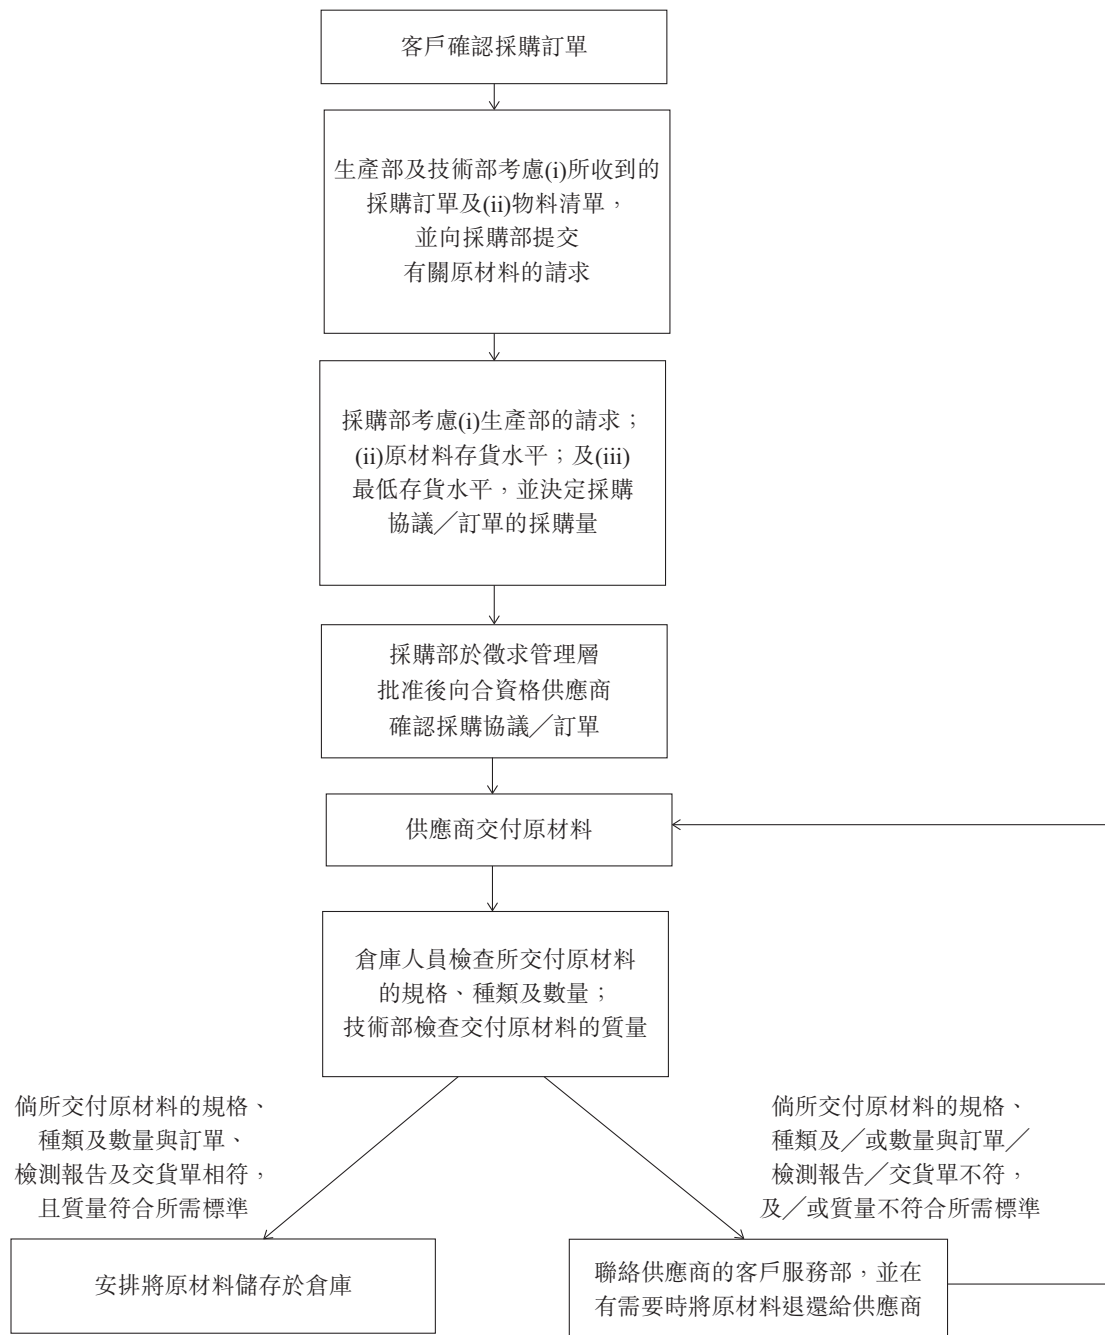 客戶確認採購訂單
生產部及技術部考慮(i)所收到的
採購訂單及(ii)物料清單，
並向採購部提交
有關原材料的請求
採購部考慮(i)生產部的請求；
(ii)原材料存貨水平；及(iii)
最低存貨水平，並決定採購
協議╱訂單的採購量
採購部於徵求管理層
批准後向合資格供應商
確認採購協議╱訂單
供應商交付原材料
倉庫人員檢查所交付原材料
的規格、種類及數量；
技術部檢查交付原材料的質量
倘所交付原材料的規格、
種類及數量與訂單、
檢測報告及交貨單相符，
且質量符合所需標準
倘所交付原材料的規格、
種類及╱或數量與訂單╱
檢測報告╱交貨單不符，
及╱或質量不符合所需標準
安排將原材料儲存於倉庫
聯絡供應商的客戶服務部，並在
有需要時將原材料退還給供應商